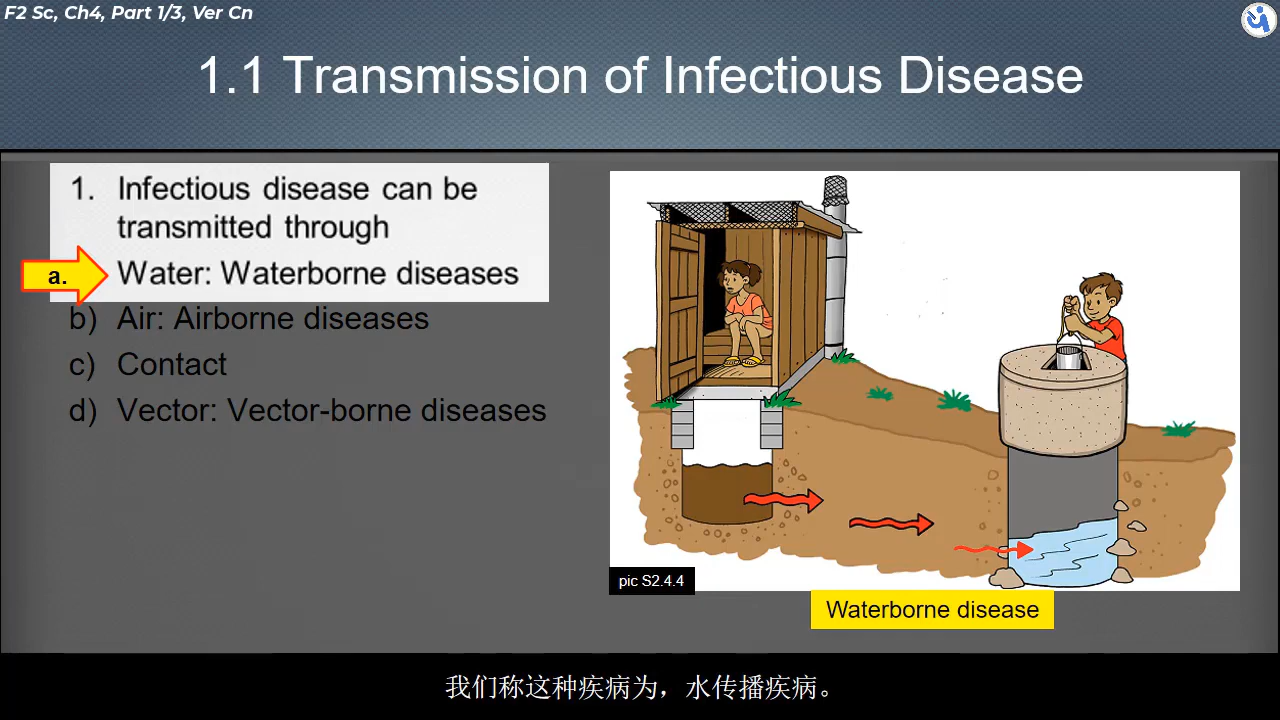 F2 Sc, Ch4, Part 1/3, Ver Cn
1.1 Transmission of Infectious Disease
1. Infectious disease can be
transmitted through
a. Water: Waterborne diseases
b) Air: Airborne diseases
c) Contact
d) Vector: Vector-borne diseases
pic S2.4.4
Waterborne disease
我们称这种疾病为，水传播疾病。